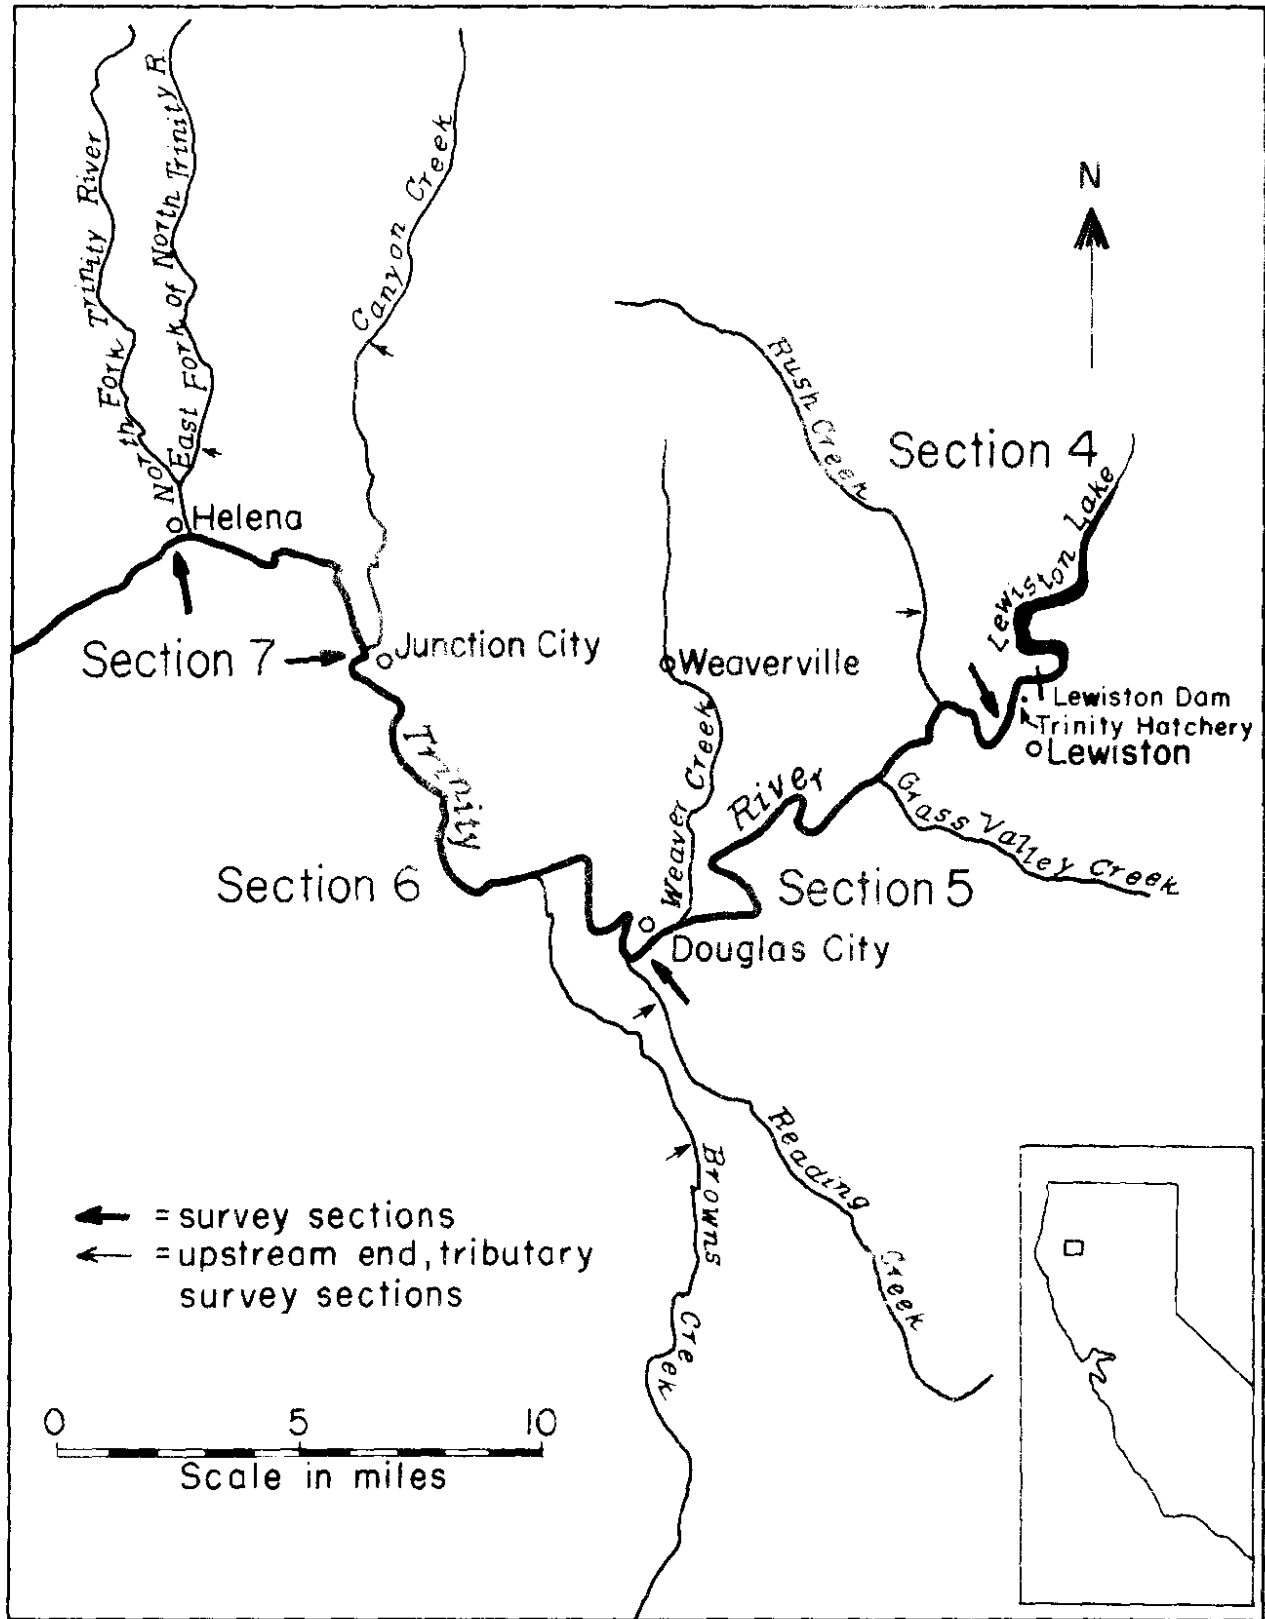 North Fork Trinity River
East Fork of North Trinity R.
Canyon Creek
N
Rush Creek
Section 4
Lewiston Lake
Helena
Section 7
Junction City
Weaverville
Lewiston Dam
Trinity Hatchery
Lewiston
Trinity
River
Weaver Creek
Grass Valley Creek
Section 6
Section 5
Douglas City
Reading Creek
Browns Creek
= survey sections
= upstream end, tributary
survey sections
0 5 10
Scale in miles